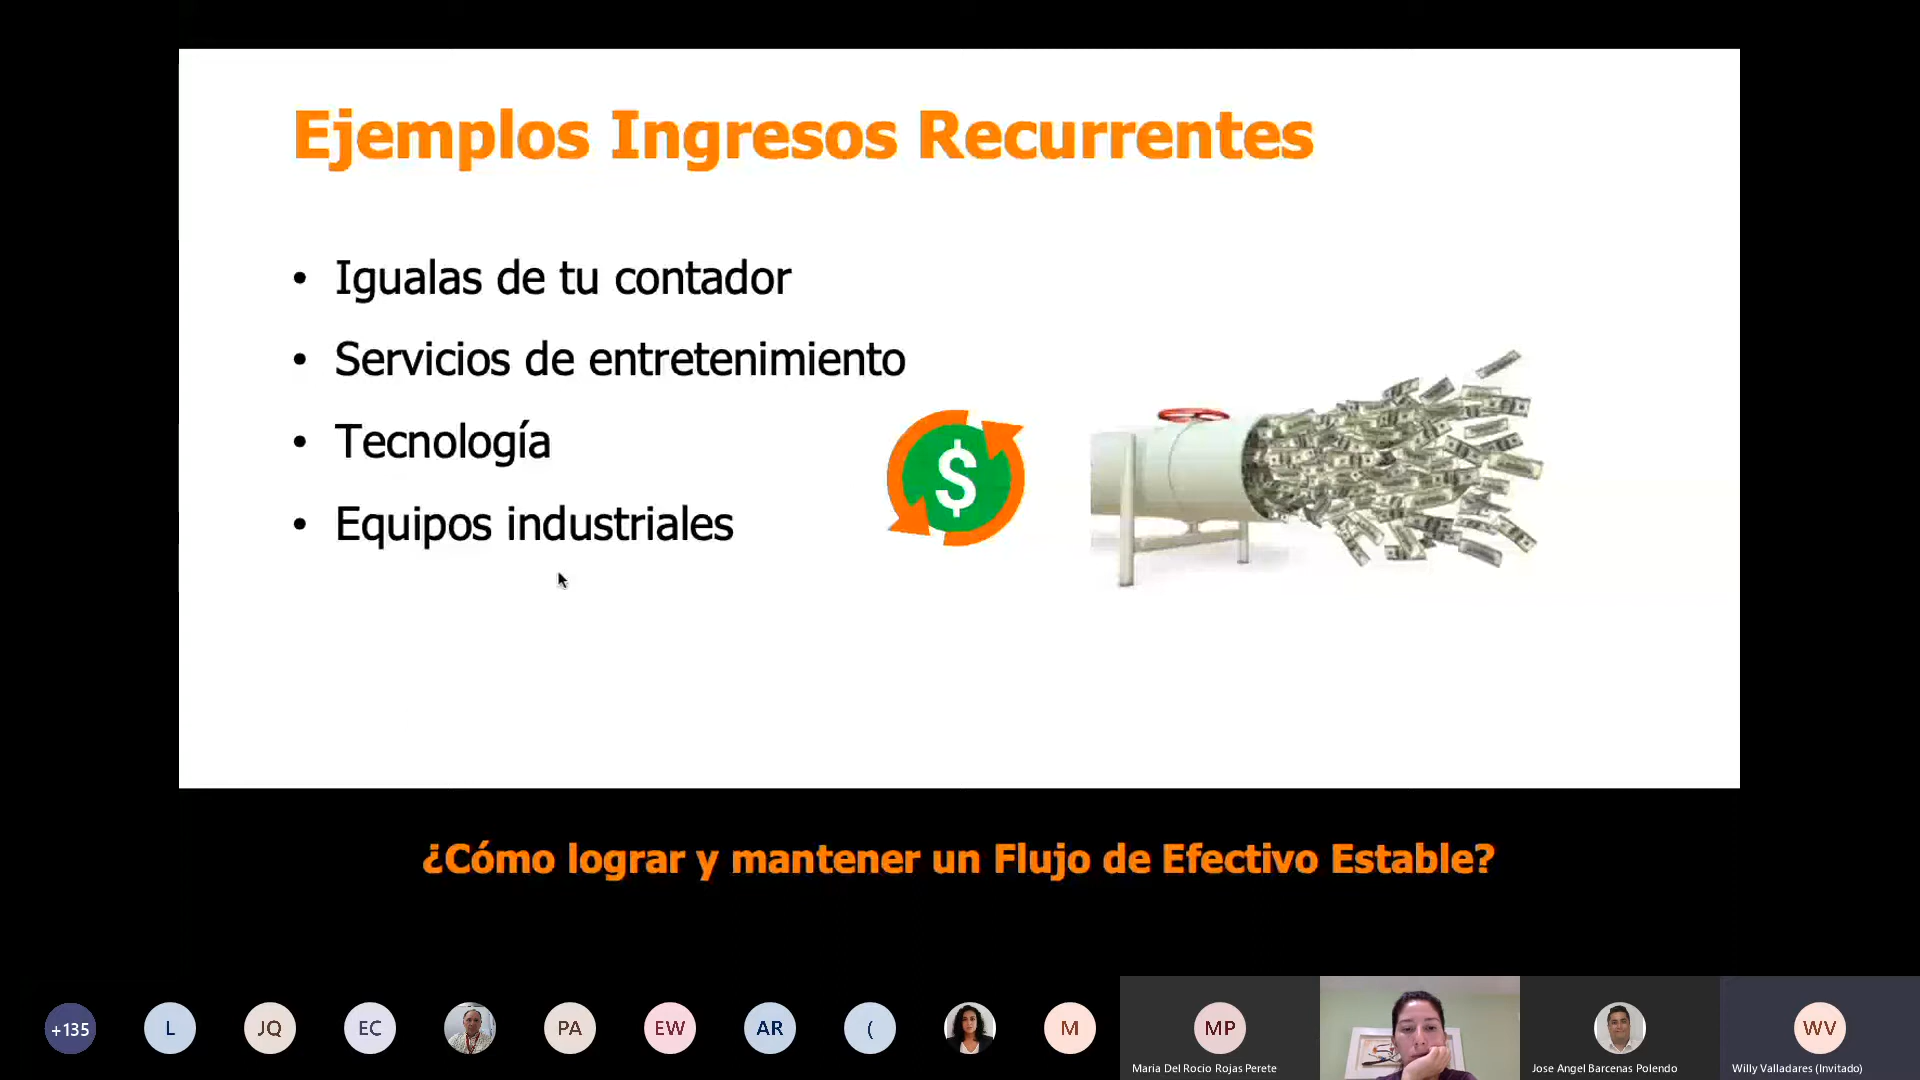 Ejemplos Ingresos Recurrentes
• Igualas de tu contador
• Servicios de entretenimiento
• Tecnología
• Equipos industriales
$
¿Cómo lograr y mantener un Flujo de Efectivo Estable?
+135
L
JQ
EC
PA
EW
AR
(
M
MP
WV
Maria Del Rocio Rojas Perete
Jose Angel Barcenas Polendo
Willy Valladares (Invitado)